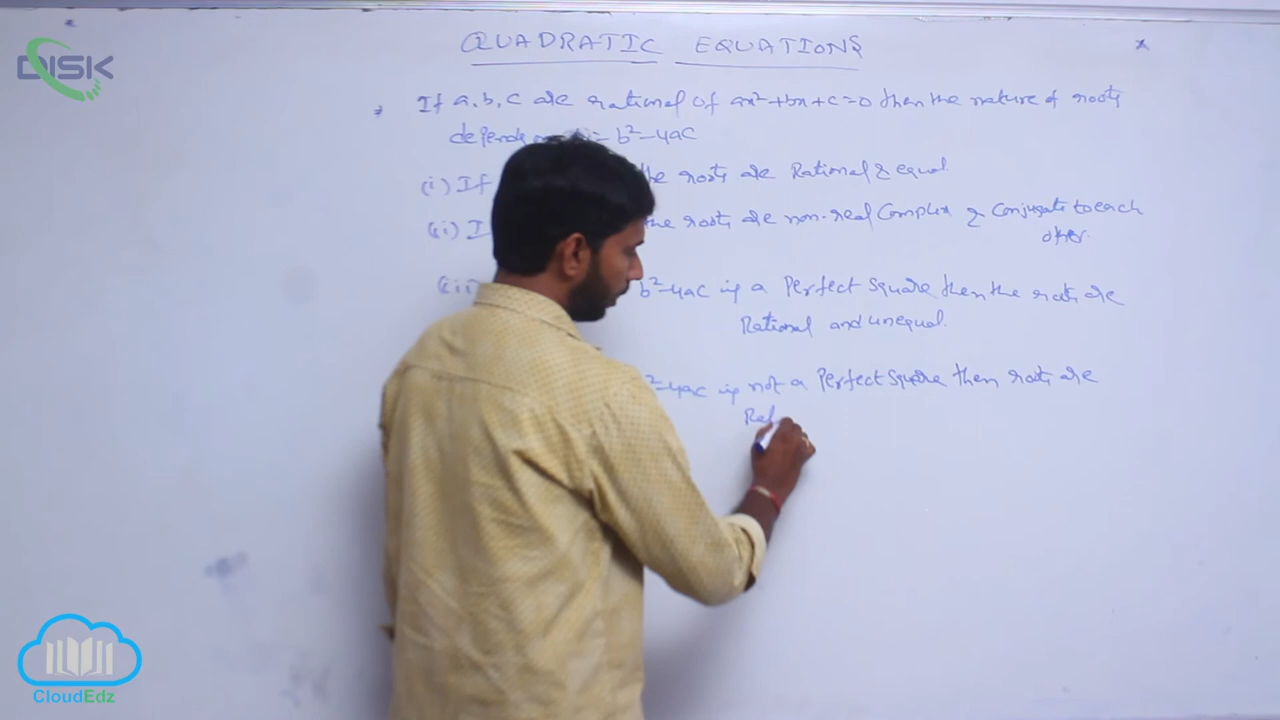 DISK
QUADRATIC EQUATIONS
* If a, b, c are rational of ax²+bx+c=0 then the nature of roots
depends = b²-4ac
(i) If the roots are Rational & equal.
(ii) I the roots are non-real Complex & Conjugate to each
other.
(iii b²-4ac is a Perfect Square then the roots are
Rational and unequal.
²-4ac is not a Perfect Square then roots are
CloudEdz